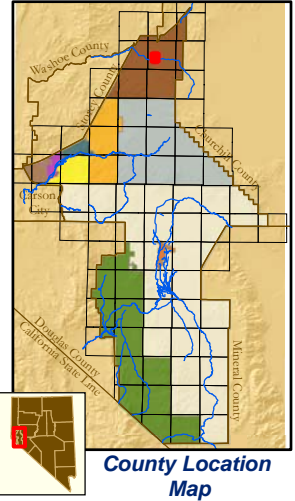 Washoe County
Storey County
Churchill County
Carson
City
Douglas County
California State Line
Mineral County
County Location
Map